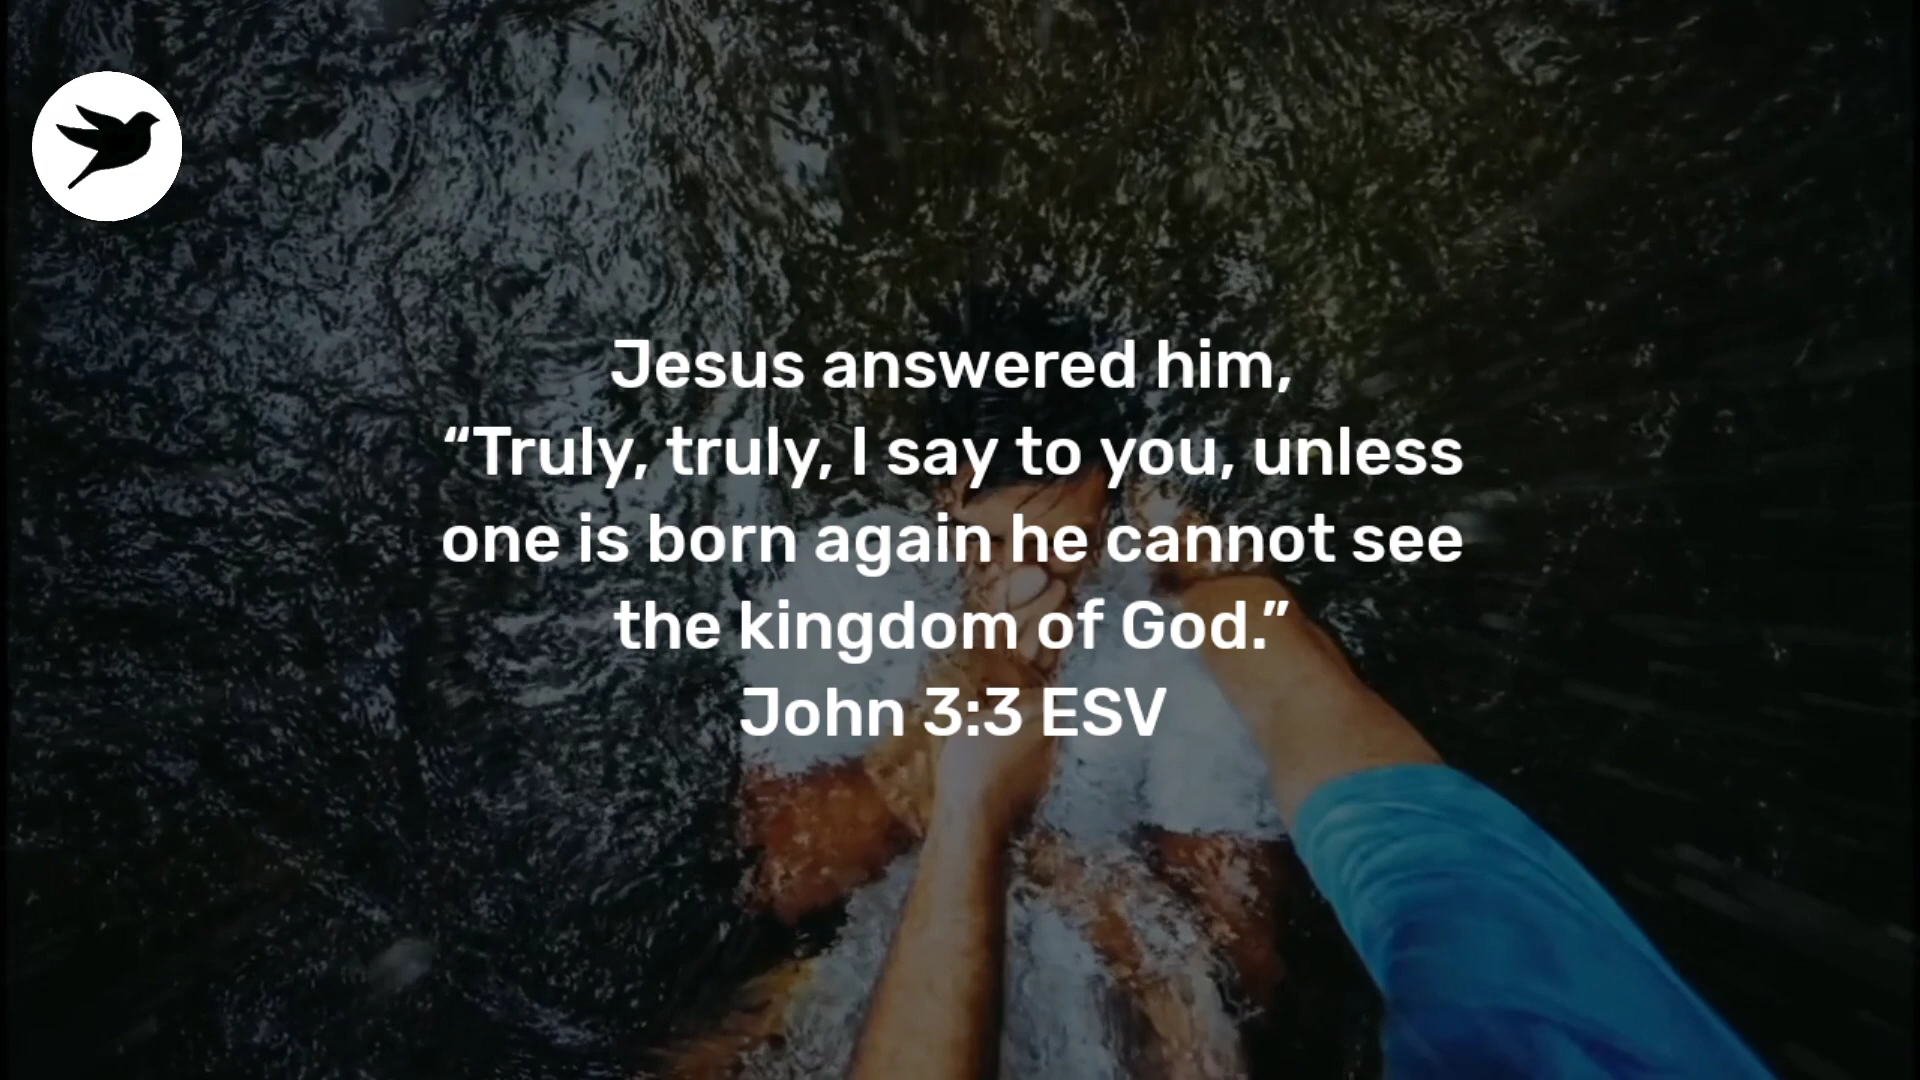 Jesus answered him,
“Truly, truly, I say to you, unless
one is born again he cannot see
the kingdom of God.”
John 3:3 ESV